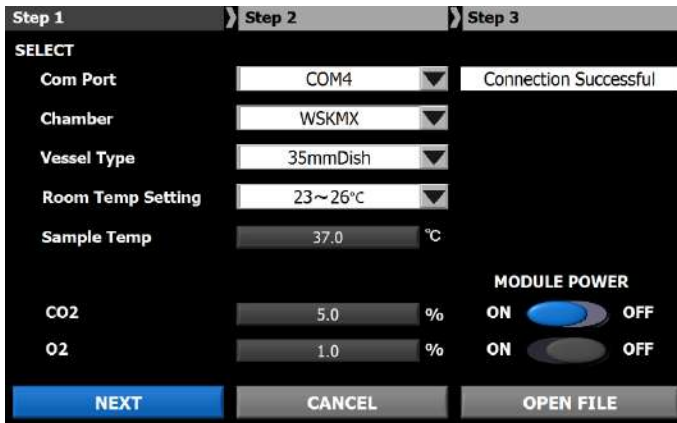 Step 1 Step 2 Step 3
SELECT
Com Port COM4 Connection Successful
Chamber WSKMX
Vessel Type 35mmDish
Room Temp Setting 23～26℃
Sample Temp 37.0 ℃
MODULE POWER
CO2 5.0 % ON OFF
O2 1.0 % ON OFF
NEXT CANCEL OPEN FILE